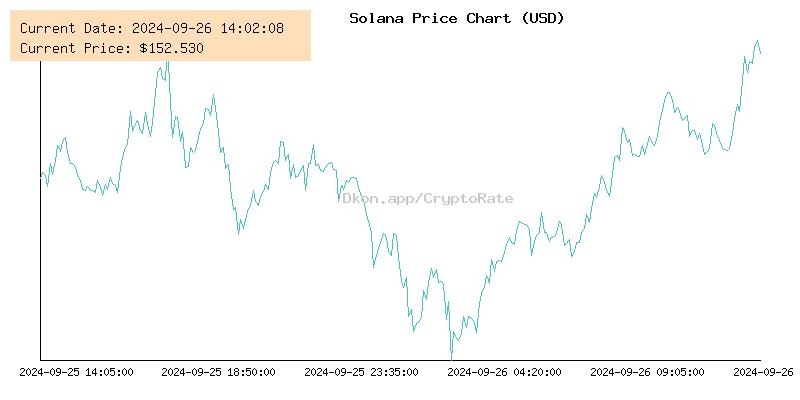 Solana Price Chart (USD)
Current Date: 2024-09-26 14:02:08
Current Price: $152.530
Dkon.app/CryptoRate
2024-09-25 14:05:00 2024-09-25 18:50:00 2024-09-25 23:35:00 2024-09-26 04:20:00 2024-09-26 09:05:00 2024-09-26